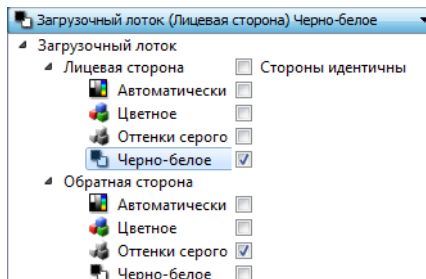 Загрузочный лоток (Лицевая сторона) Черно-белое
Загрузочный лоток
Лицевая сторона Стороны идентичны
Автоматически
Цветное
Оттенки серого
Черно-белое
Обратная сторона
Автоматически
Цветное
Оттенки серого
Черно-белое